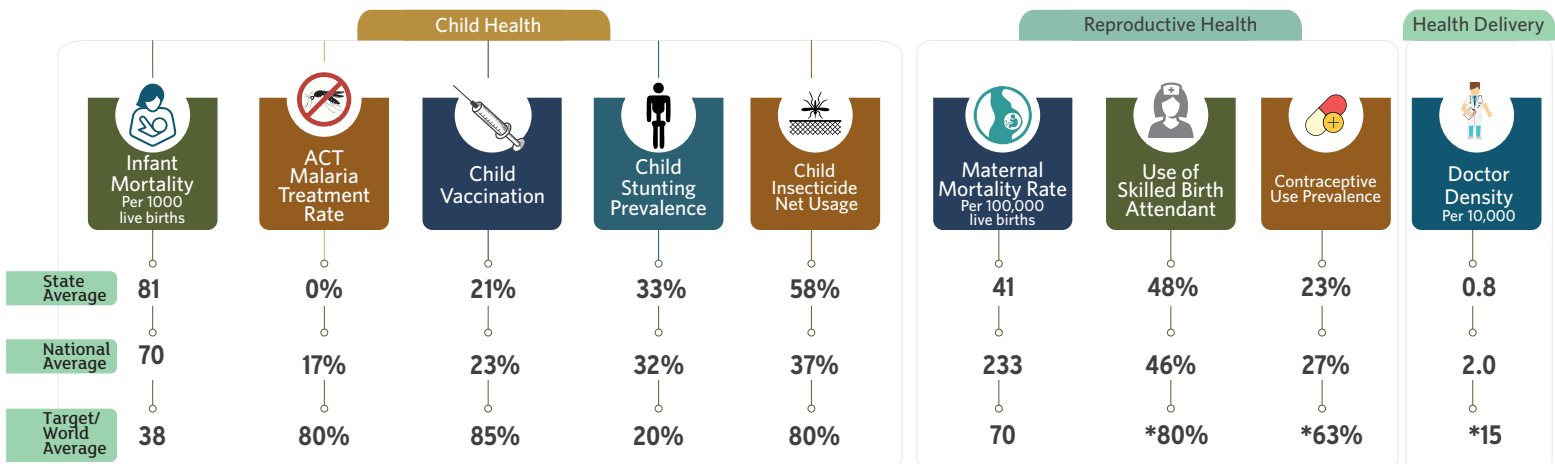 Child Health
Reproductive Health
Health Delivery
Infant
Mortality
Per 1000
live births
ACT
Malaria
Treatment
Rate
Child
Vaccination
Child
Stunting
Prevalence
Child
Insecticide
Net Usage
Maternal
Mortality Rate
Per 100,000
live births
Use of
Skilled Birth
Attendant
Contraceptive
Use Prevalence
Doctor
Density
Per 10,000
State
Average
81 0% 21% 33% 58% 41 48% 23% 0.8
National
Average
70 17% 23% 32% 37% 233 46% 27% 2.0
Target/
World
Average
38 80% 85% 20% 80% 70 *80% *63% *15